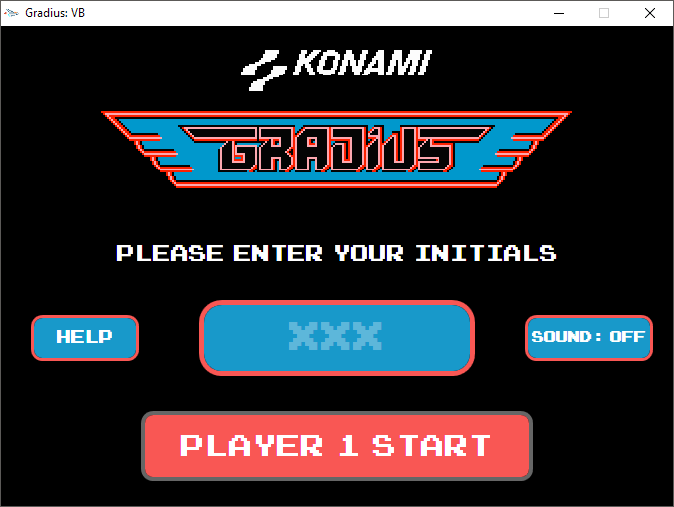 Gradius: VB
KONAMI
GRADIUS
PLEASE ENTER YOUR INITIALS
HELP
XXX
SOUND: OFF
PLAYER 1 START